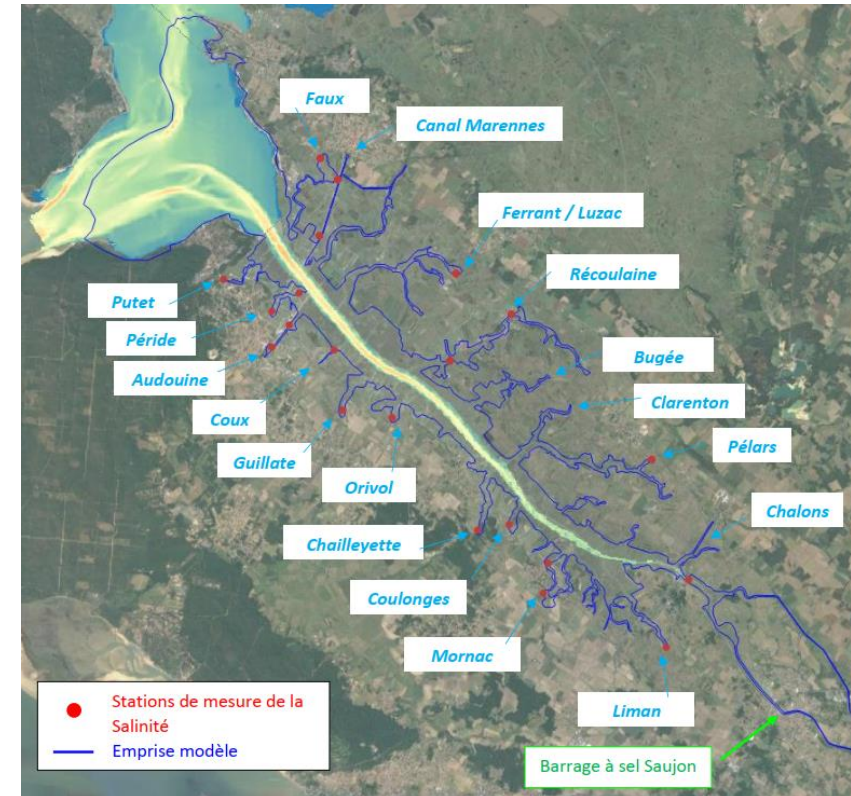 Faux
Canal Marennes
Ferrant / Luzac
Récoulaine
Putet
Péride
Bugée
Audouine
Clarenton
Coux
Guillate
Pélars
Orivol
Chalons
Chailleyette
Coulonges
Mornac
Liman
Stations de mesure de la
Salinité
Emprise modèle
Barrage à sel Saujon